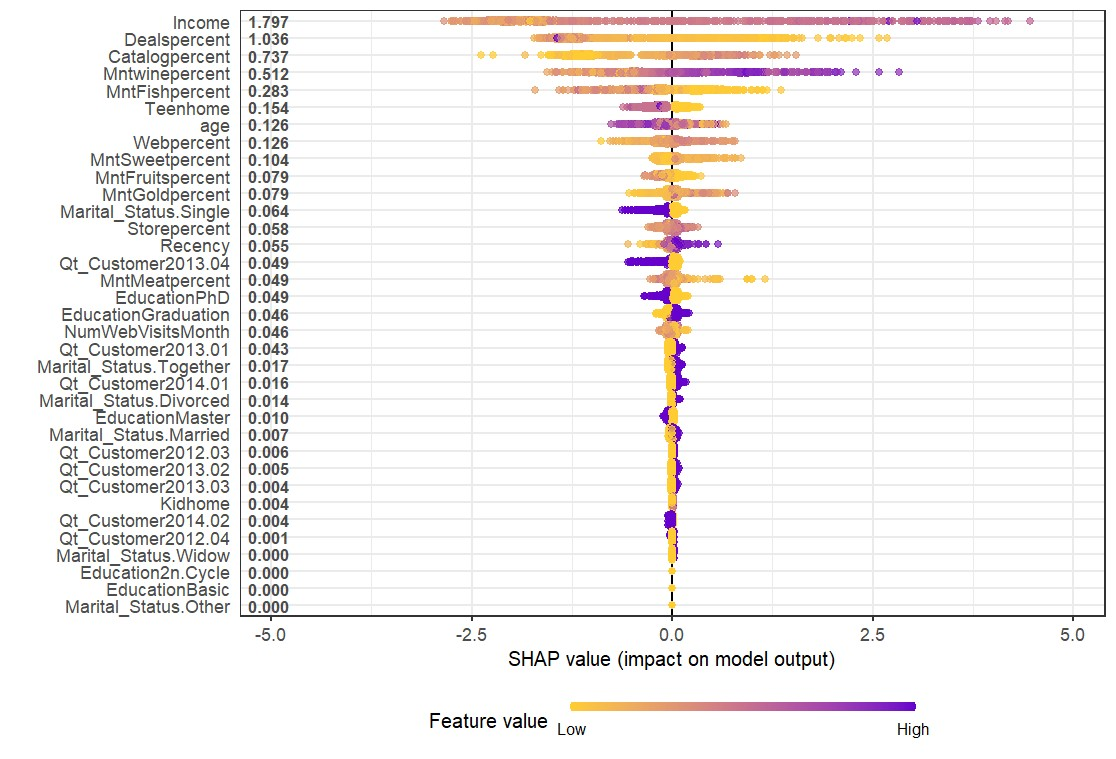 Income 1.797
Dealspercent 1.036
Catalogpercent 0.737
Mntwinepercent 0.512
MntFishpercent 0.283
Teenhome 0.154
age 0.126
Webpercent 0.126
MntSweetpercent 0.104
MntFruitspercent 0.079
MntGoldpercent 0.079
Marital_Status.Single 0.064
Storepercent 0.058
Recency 0.055
Qt_Customer2013.04 0.049
MntMeatpercent 0.049
EducationPhD 0.049
EducationGraduation 0.046
NumWebVisitsMonth 0.046
Qt_Customer2013.01 0.043
Marital_Status.Together 0.017
Qt_Customer2014.01 0.016
Marital_Status.Divorced 0.014
EducationMaster 0.010
Marital_Status.Married 0.007
Qt_Customer2012.03 0.006
Qt_Customer2013.02 0.005
Qt_Customer2013.03 0.004
Kidhome 0.004
Qt_Customer2014.02 0.004
Qt_Customer2012.04 0.001
Marital_Status.Widow 0.000
Education2n.Cycle 0.000
EducationBasic 0.000
Marital_Status.Other 0.000
-5.0 -2.5 0.0 2.5 5.0
SHAP value (impact on model output)
Feature value
Low High